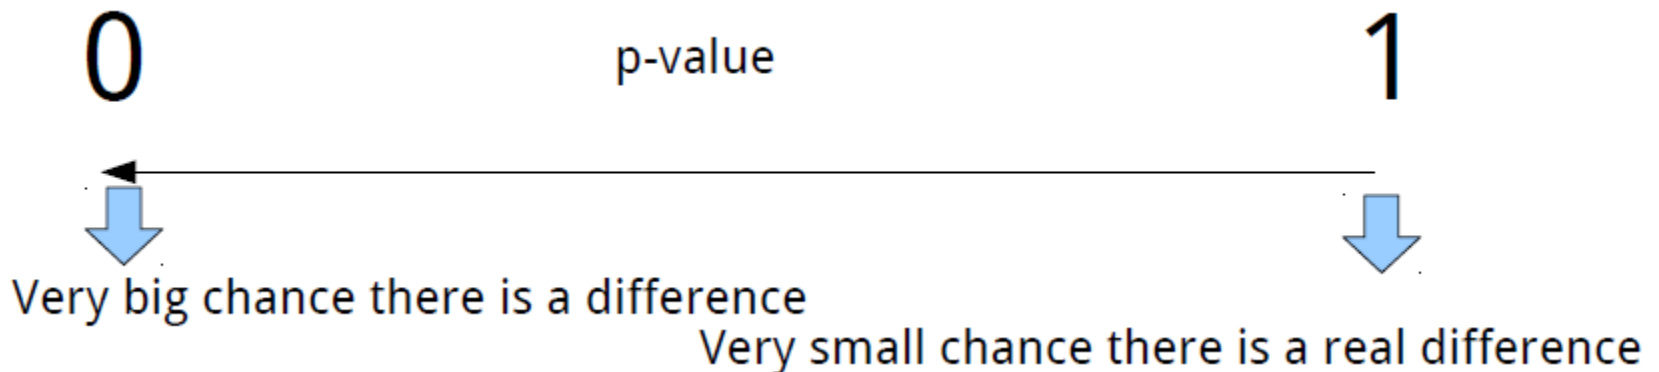 0 p-value 1
Very big chance there is a difference
Very small chance there is a real difference